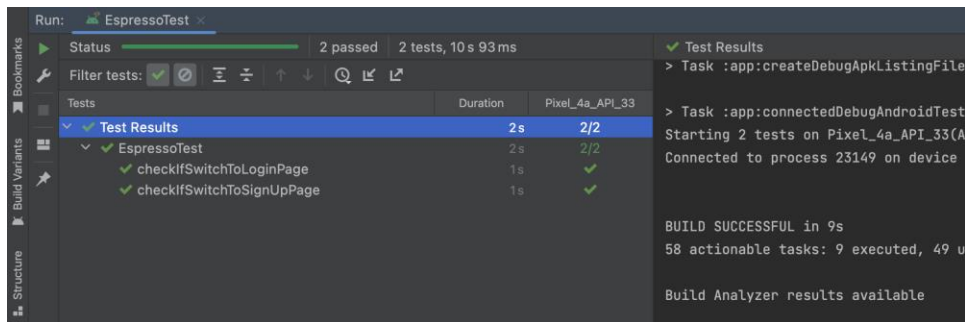 Run: EspressoTest
Bookmarks
Build Variants
Structure
Status 2 passed 2 tests, 10 s 93 ms
Filter tests:
Tests Duration Pixel_4a_API_33
Test Results 2 s 2/2
EspressoTest 2 s 2/2
checkIfSwitchToLoginPage 1 s
checkIfSwitchToSignUpPage 1 s
Test Results
> Task :app:createDebugApkListingFile
> Task :app:connectedDebugAndroidTest
Starting 2 tests on Pixel_4a_API_33(A
Connected to process 23149 on device
BUILD SUCCESSFUL in 9s
58 actionable tasks: 9 executed, 49 u
Build Analyzer results available